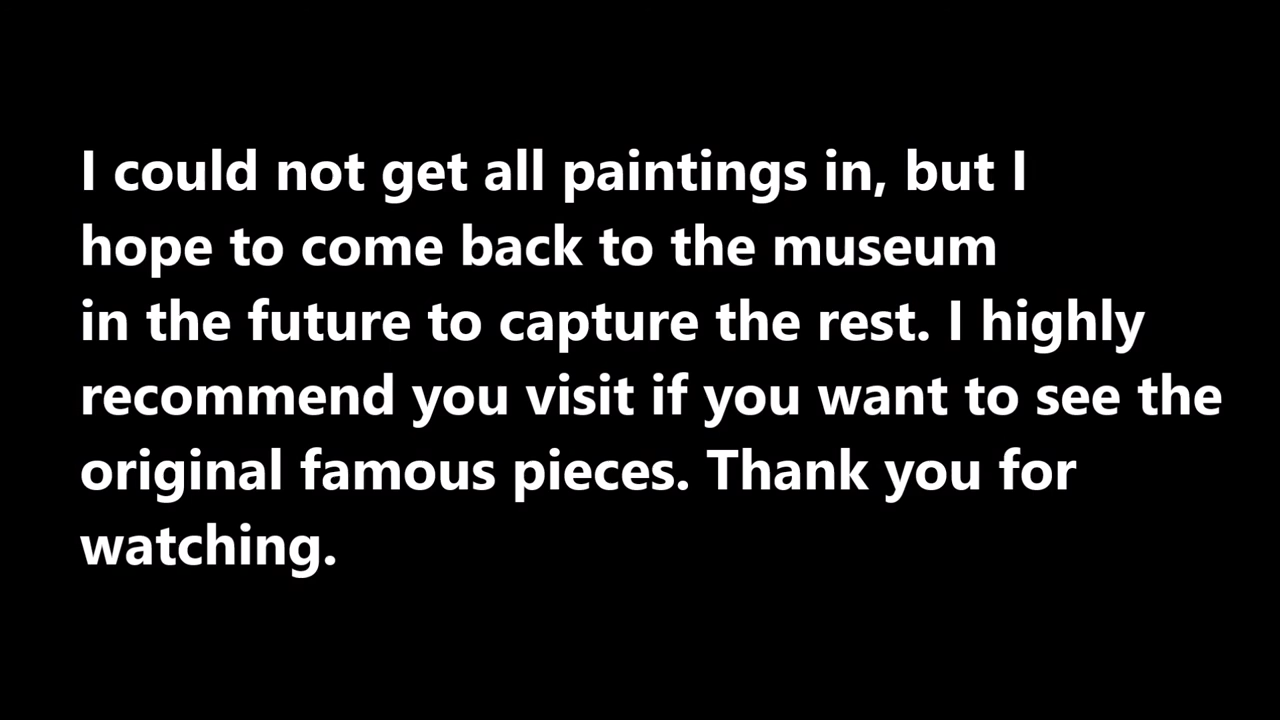 I could not get all paintings in, but I
hope to come back to the museum
in the future to capture the rest. I highly
recommend you visit if you want to see the
original famous pieces. Thank you for
watching.